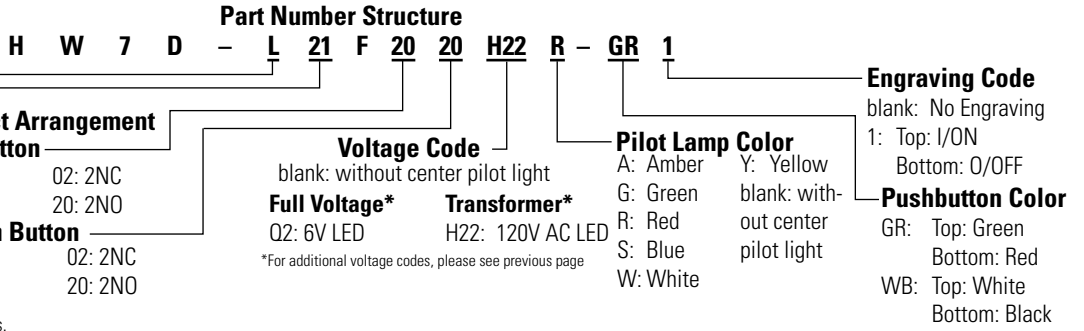 Part Number Structure
H W 7 D – L 21 F 20 20 H22 R – GR 1
Arrangement
02: 2NC
20: 2NO
Button
02: 2NC
20: 2NO
Voltage Code
blank: without center pilot light
Full Voltage* Transformer*
Q2: 6V LED H22: 120V AC LED
*For additional voltage codes, please see previous page
Pilot Lamp Color
A: Amber Y: Yellow
G: Green blank: with-
R: Red out center
S: Blue pilot light
W: White
Engraving Code
blank: No Engraving
1: Top: I/ON
Bottom: O/OFF
Pushbutton Color
GR: Top: Green
Bottom: Red
WB: Top: White
Bottom: Black